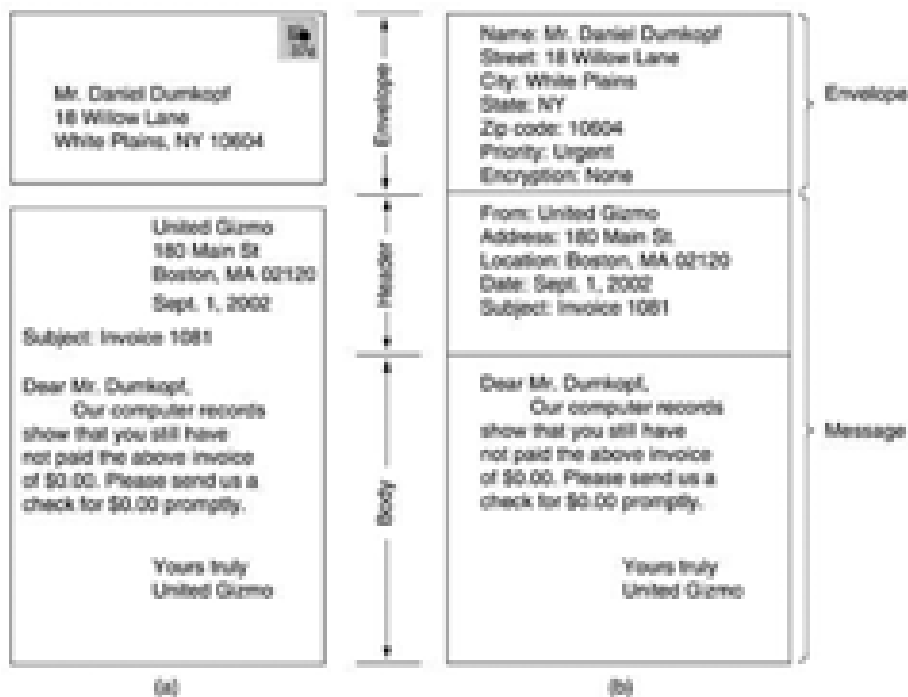 Mr. Daniel Dumkopf
18 Willow Lane
White Plains, NY 10604
United Gizmo
180 Main St
Boston, MA 02120
Sept. 1, 2002
Subject: Invoice 1081
Dear Mr. Dumkopf,
Our computer records
show that you still have
not paid the above invoice
of $0.00. Please send us a
check for $0.00 promptly.
Yours truly
United Gizmo
(a)
Envelope
Header
Body
Name: Mr. Daniel Dumkopf
Street: 18 Willow Lane
City: White Plains
State: NY
Zip code: 10604
Priority: Urgent
Encryption: None
From: United Gizmo
Address: 180 Main St.
Location: Boston, MA 02120
Date: Sept. 1, 2002
Subject: Invoice 1081
Dear Mr. Dumkopf,
Our computer records
show that you still have
not paid the above invoice
of $0.00. Please send us a
check for $0.00 promptly.
Yours truly
United Gizmo
(b)
Envelope
Message